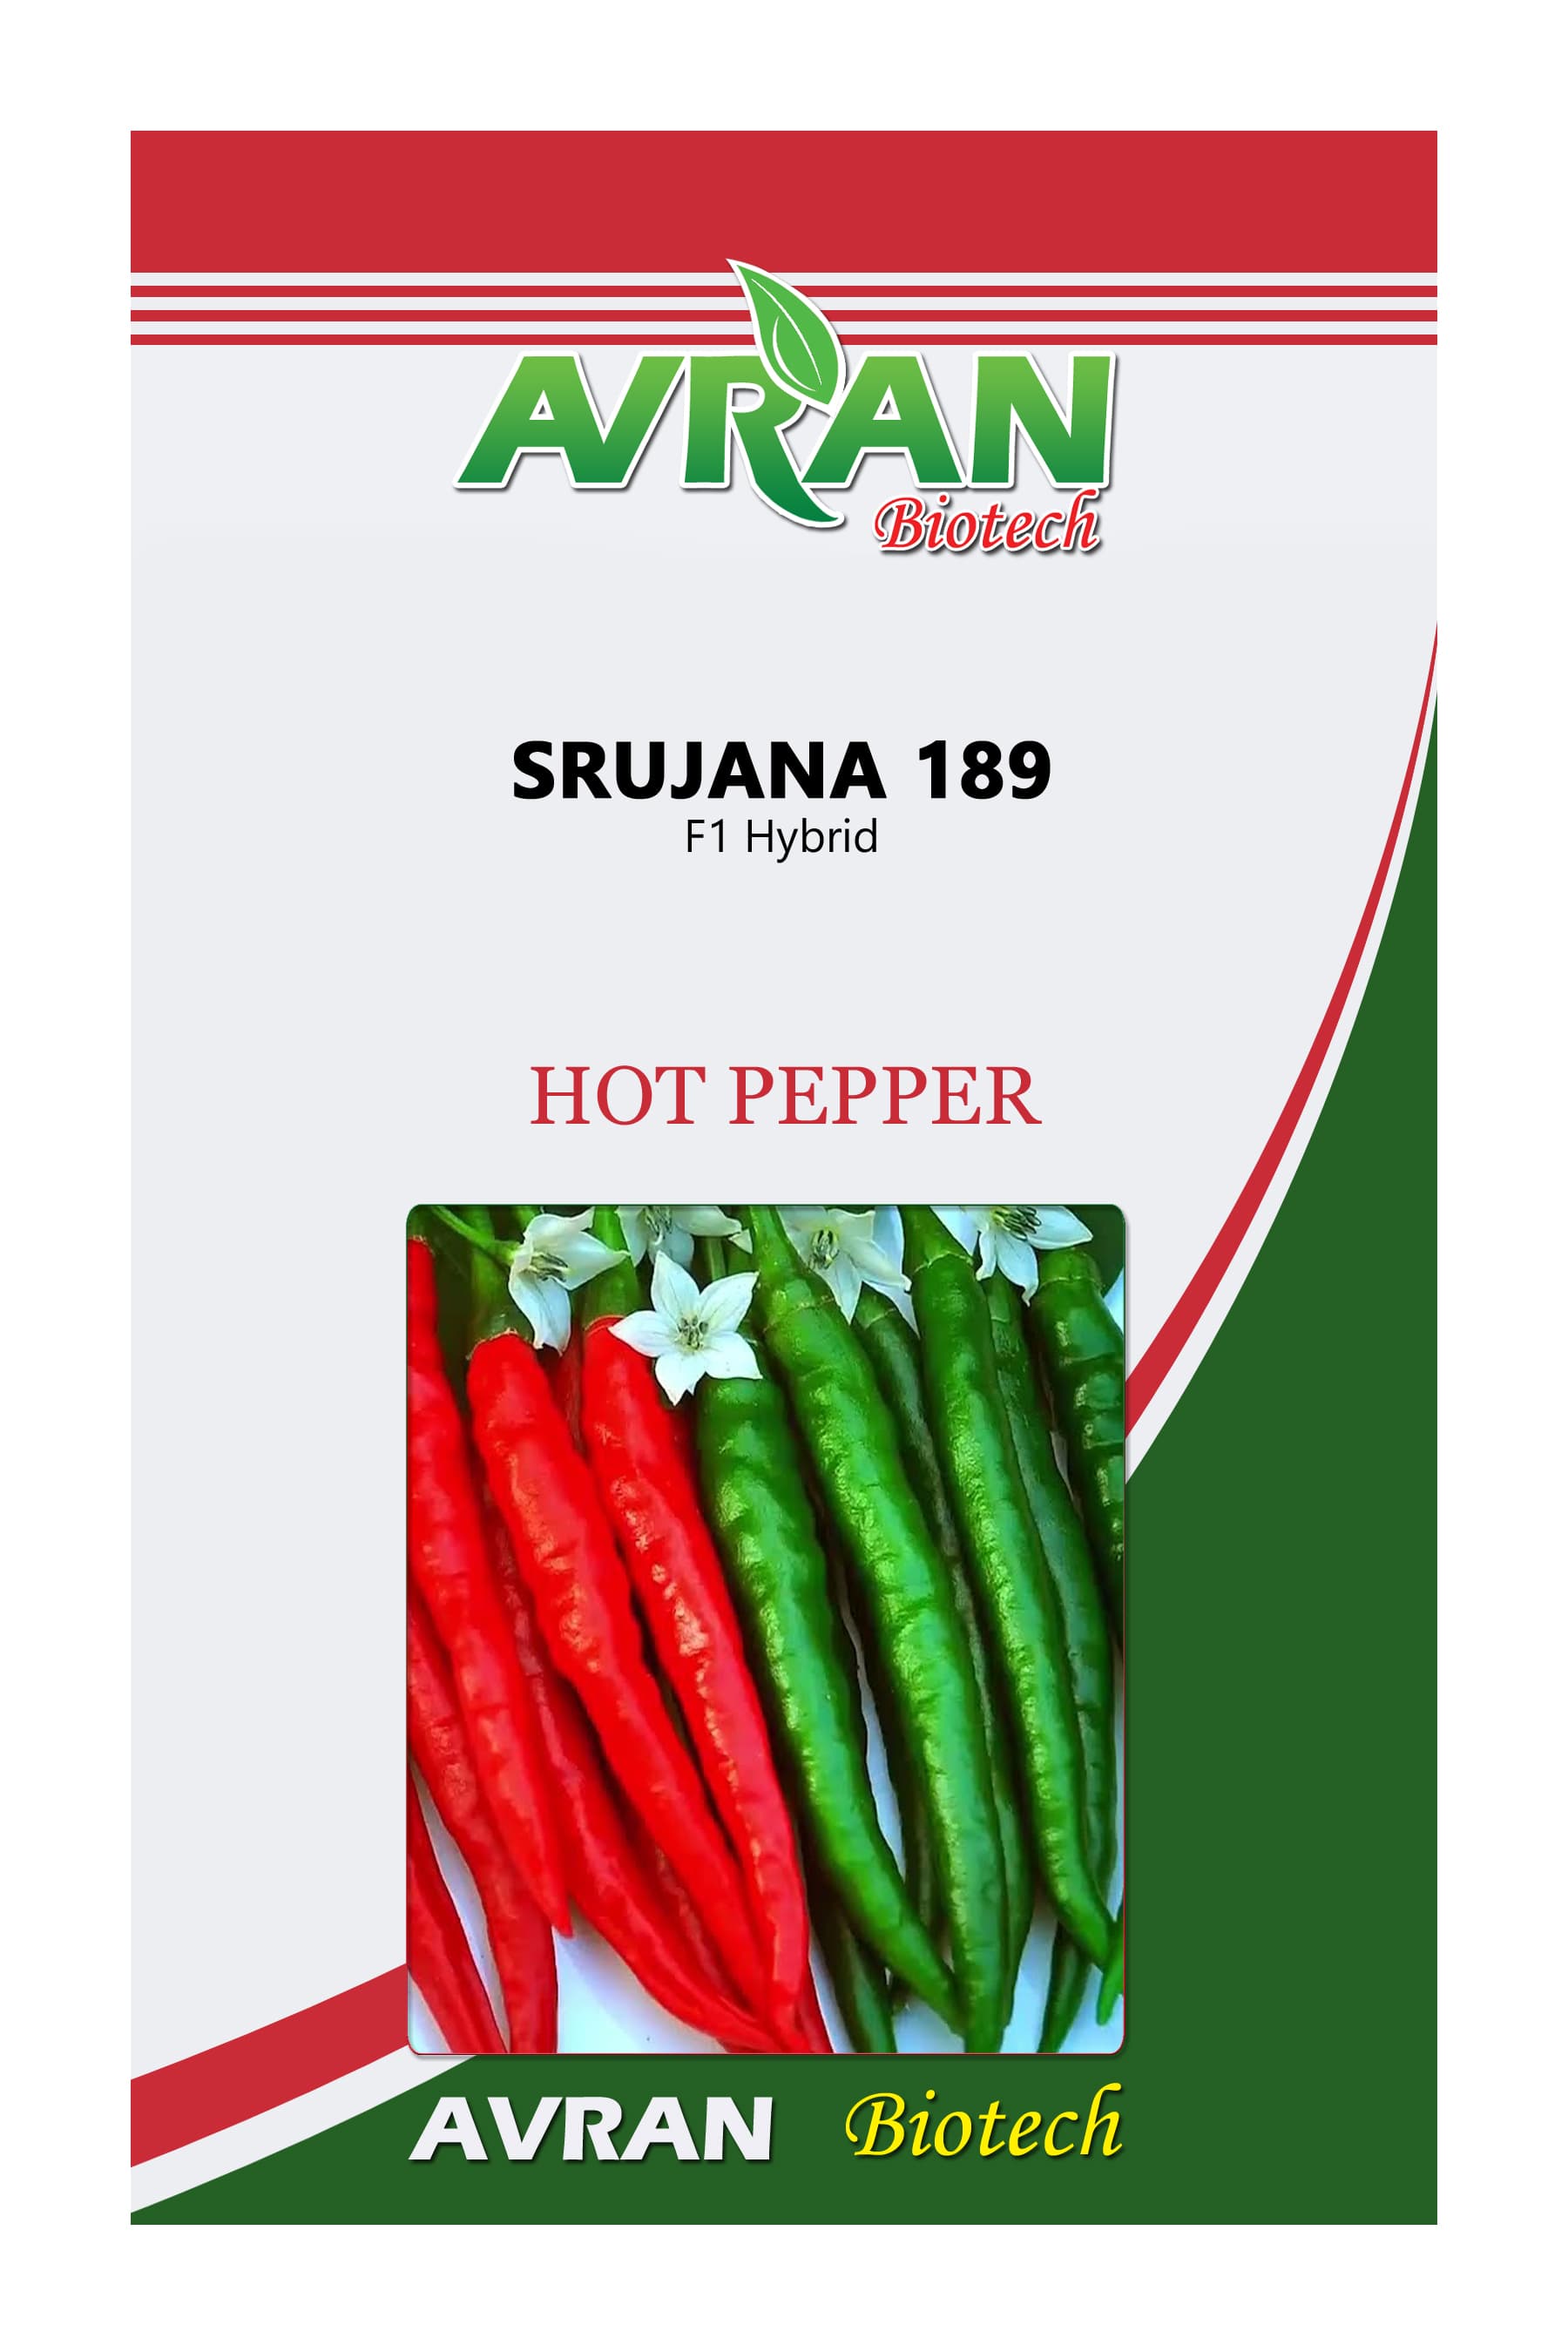 AVRAN
Biotech
SRUJANA 189
F1 Hybrid
HOT PEPPER
AVRAN Biotech